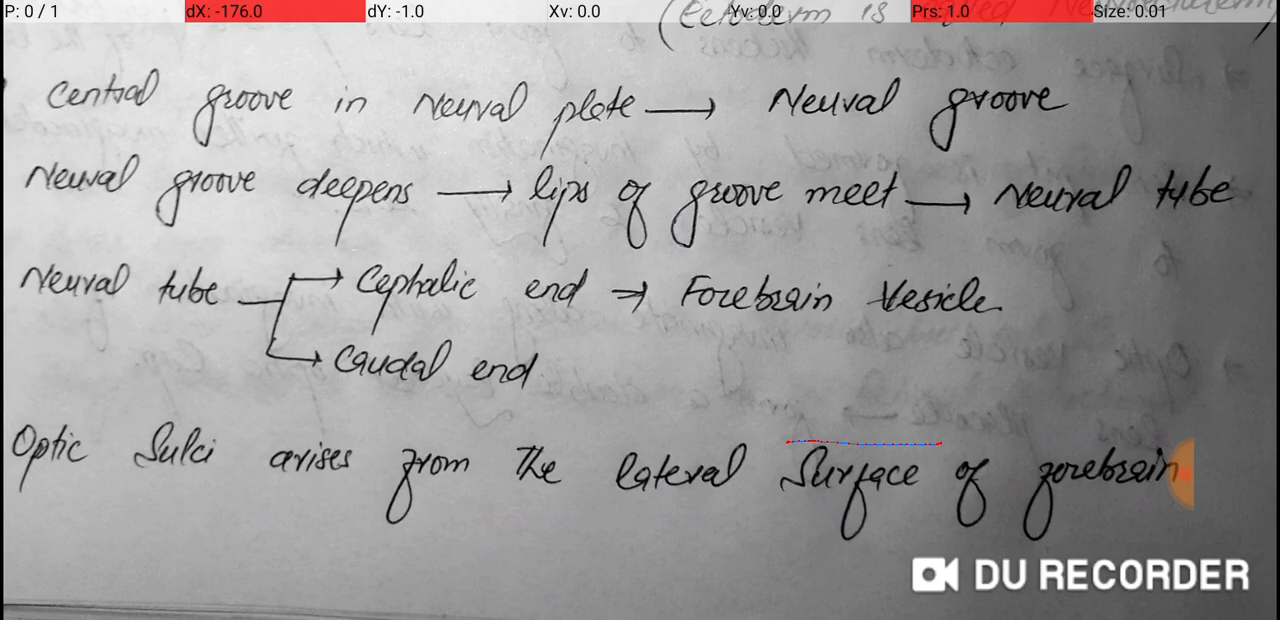 P: 0 / 1 dX: -176.0 dY: -1.0 Xv: 0.0 Yv: 0.0 Prs: 1.0 Size: 0.01
(Ectoderm is
Central groove in Neural plate → Neural groove
Neural groove deepens → lips of groove meet → Neural tube
Neural tube → Cephalic end → Forebrain Vesicle
→ Caudal end
Optic Sulci arises from the lateral Surface of forebrain
DU RECORDER